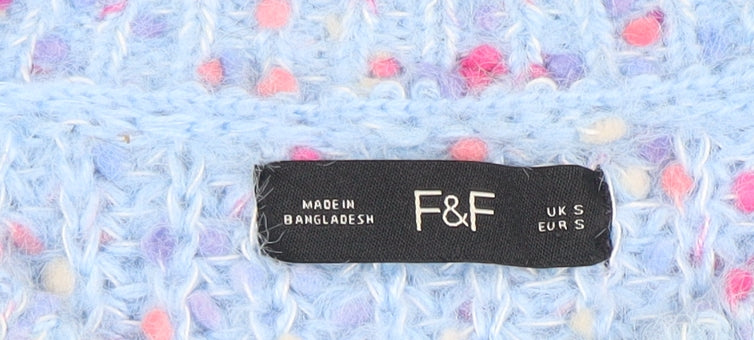 MADE IN
BANGLADESH
F&F
UK S
EUR S